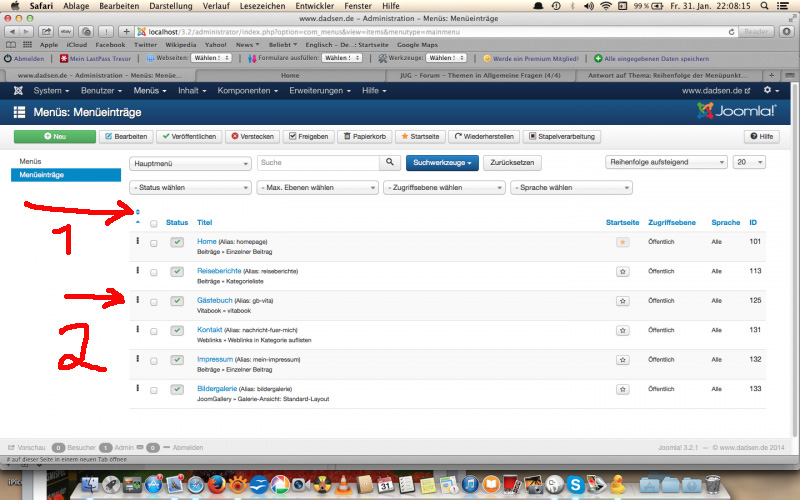 Safari Ablage Bearbeiten Darstellung Verlauf Lesezeichen Entwickler Fenster Hilfe 99 % Fr. 31. Jan. 22:08:15
www.dadsen.de – Administration – Menüs: Menüeinträge
localhost/3.2/administrator/index.php?option=com_menus&view=items&menutype=mainmenu Reader
Apple iCloud Facebook Twitter Wikipedia Yahoo! News Beliebt Englisch – De...: Startseite Google Maps
Abmelden Mein LastPass Tresor Webseiten: Wählen ! Formulare ausfüllen: Wählen ! Werkzeuge: Wählen ! Werde ein Premium Mitglied! Alle eingegebenen Daten speichern
www.dadsen.de – Administration – Menüs: Menüe... Home JUG – Forum – Themen in Allgemeine Fragen (4/4) Antwort auf Thema: Reihenfolge der Menüpunkt...
System Benutzer Menüs Inhalt Komponenten Erweiterungen Hilfe www.dadsen.de
Menüs: Menüeinträge Joomla!
Neu Bearbeiten Veröffentlichen Verstecken Freigeben Papierkorb Startseite Wiederherstellen Stapelverarbeitung Hilfe
Menüs
Menüeinträge
Hauptmenü Suche Suchwerkzeuge Zurücksetzen Reihenfolge aufsteigend 20
- Status wählen - Max. Ebenen wählen - Zugriffsebene wählen - Sprache wählen
Status Titel Startseite Zugriffsebene Sprache ID
1
Home (Alias: homepage) Öffentlich Alle 101
Beiträge » Einzelner Beitrag
Reiseberichte (Alias: reiseberichte) Öffentlich Alle 113
Beiträge » Kategorieliste
Gästebuch (Alias: gb-vita) Öffentlich Alle 125
Vitabook » vitabook
2
Kontakt (Alias: nachricht-fuer-mich) Öffentlich Alle 131
Weblinks » Weblinks in Kategorie auflisten
Impressum (Alias: mein-impressum) Öffentlich Alle 132
Beiträge » Einzelner Beitrag
Bildergalerie (Alias: bildergalerie) Öffentlich Alle 133
JoomGallery » Galerie-Ansicht: Standard-Layout
Vorschau 0 Besucher 1 Admin 0 Abmelden Joomla! 3.2.1 — © www.dadsen.de 2014
# auf dieser Seite in einem neuen Tab öffnen